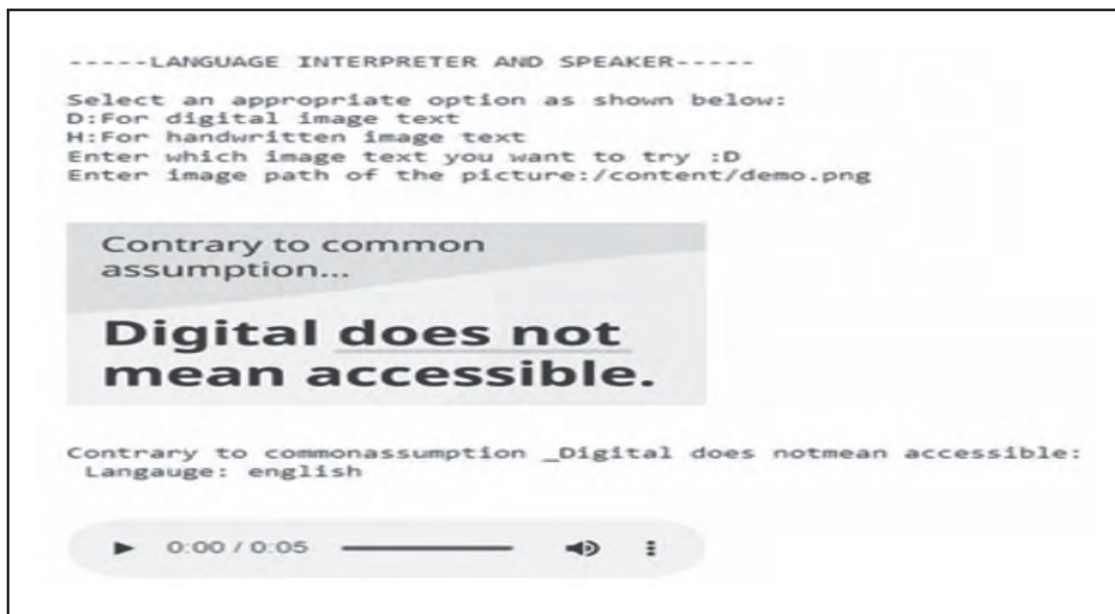 -----LANGUAGE INTERPRETER AND SPEAKER-----
Select an appropriate option as shown below:
D:For digital image text
H:For handwritten image text
Enter which image text you want to try :D
Enter image path of the picture:/content/demo.png
Contrary to common
assumption...
Digital does not
mean accessible.
Contrary to commonassumption _Digital does notmean accessible:
Langauge: english
0:00 / 0:05